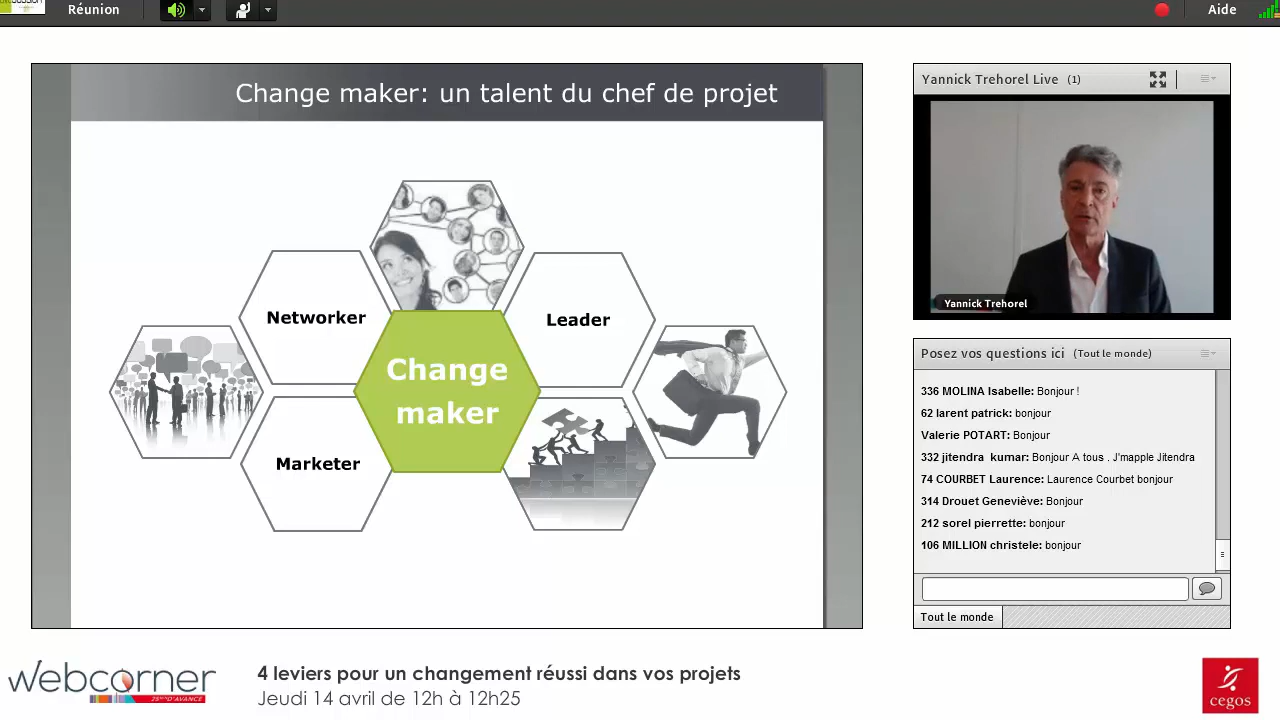 Réunion
Aide
Change maker: un talent du chef de projet
Networker
Leader
Change
maker
Marketer
Yannick Trehorel Live (1)
Yannick Trehorel
Posez vos questions ici (Tout le monde)
336 MOLINA Isabelle: Bonjour !
62 larent patrick: bonjour
Valerie POTART: Bonjour
332 jitendra kumar: Bonjour A tous . J'mapple Jitendra
74 COURBET Laurence: Laurence Courbet bonjour
314 Drouet Geneviève: Bonjour
212 sorel pierrette: bonjour
106 MILLION christele: bonjour
Tout le monde
webcorner
4 leviers pour un changement réussi dans vos projets
Jeudi 14 avril de 12h à 12h25
cegos